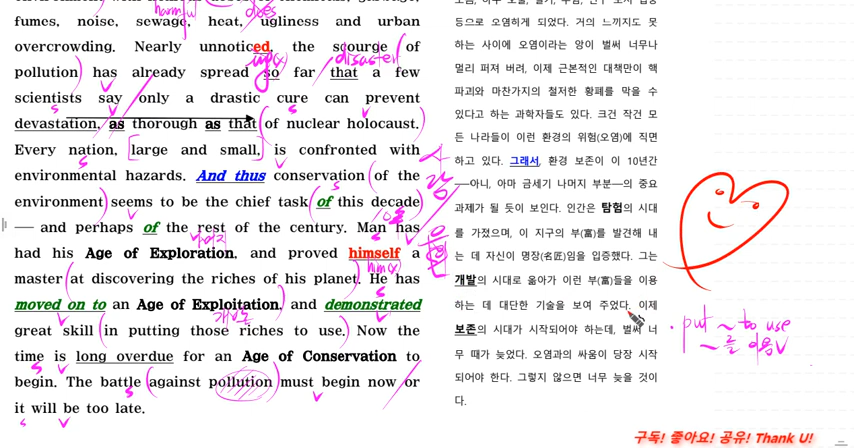 harmful
does
fumes, noise, sewage, heat, ugliness and urban
overcrowding. Nearly unnoticed, the scourge of
up(x)
disaster
pollution has already spread so far that a few
scientists say only a drastic cure can prevent
devastation, as thorough as that of nuclear holocaust.
Every nation, [large and small,] is confronted with
environmental hazards. And thus conservation of the
environment seems to be the chief task of this decade
— and perhaps of the rest of the century. Man has
나머지
had his Age of Exploration, and proved himself a
him(x)
master at discovering the riches of his planet. He has
moved on to an Age of Exploitation, and demonstrated
개발
great skill in putting those riches to use. Now the
time is long overdue for an Age of Conservation to
begin. The battle against pollution must begin now or
it will be too late.
사람
등으로 오염하게 되었다. 거의 느끼지도 못
하는 사이에 오염이라는 암이 벌써 너무나
멀리 퍼져 버려, 이제 근본적인 대책만이 핵
파괴와 마찬가지의 철저한 황폐를 막을 수
있다고 하는 과학자들도 있다. 크건 작건 모
든 나라들이 이런 환경의 위험(오염)에 직면
하고 있다. 그래서, 환경 보존이 이 10년간
──아니, 아마 금세기 나머지 부분──의 중요
과제가 될 듯이 보인다. 인간은 탐험의 시대
를 가졌으며, 이 지구의 부(富)를 발견해 내
는 데 자신이 명장(名匠)임을 입증했다. 그는
개발의 시대로 옮아가 이런 부(富)들을 이용
하는 데 대단한 기술을 보여 주었다. 이제
보존의 시대가 시작되어야 하는데, 벌써 너
무 때가 늦었다. 오염과의 싸움이 당장 시작
되어야 한다. 그렇지 않으면 너무 늦을 것이
다.
· put ~ to use
~를 이용V
구독! 좋아요! 공유! Thank U!